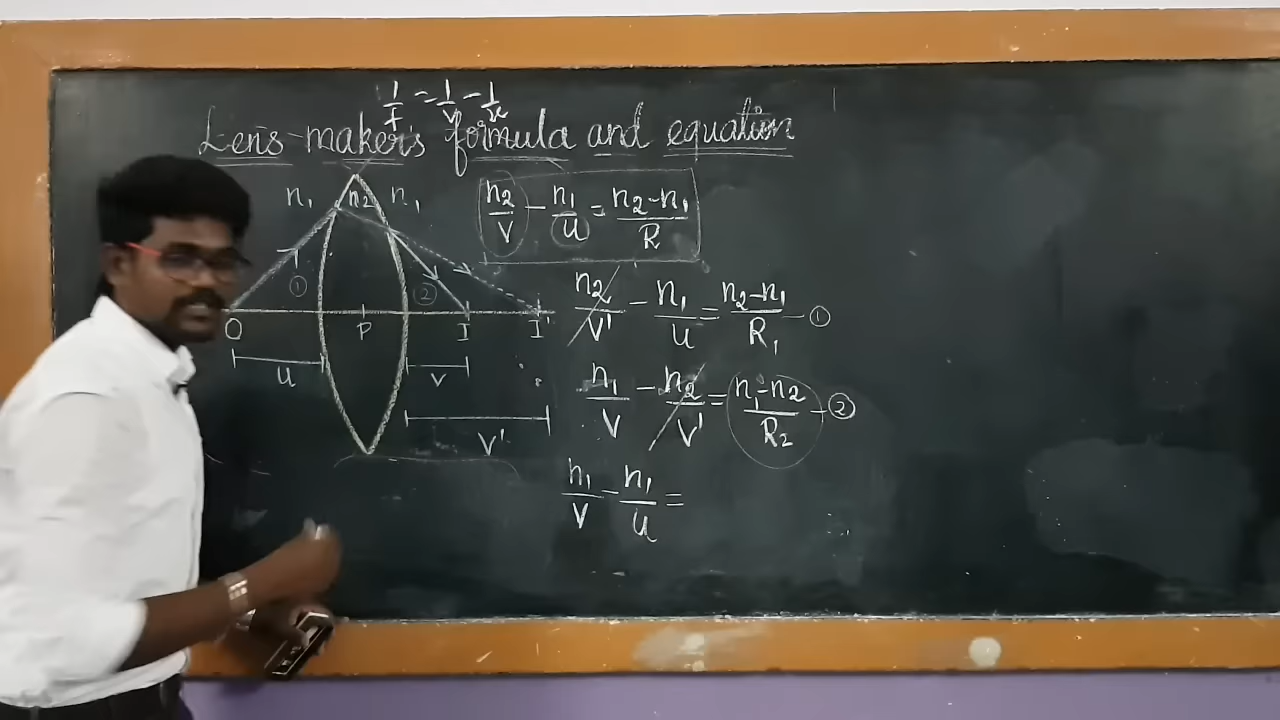 1/f = 1/v - 1/u
Lens-maker's formula and equation
n₁ n₂ n₁
n₂/v - n₁/u = n₂-n₁/R
① ②
n₂/v' - n₁/u = n₂-n₁/R₁ - ①
O P I I'
u v
n₁/v - n₂/v' = n₁-n₂/R₂ - ②
v'
n₁/v - n₁/u =